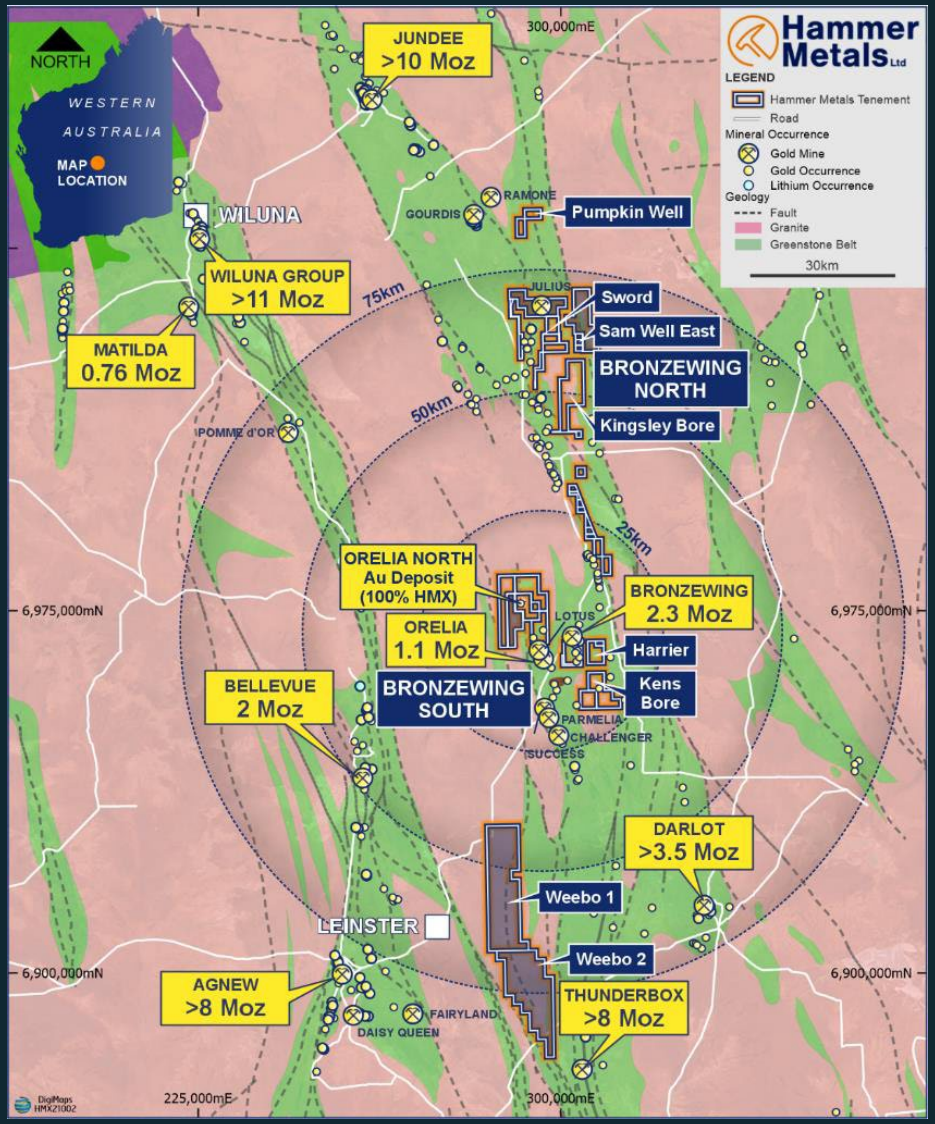 NORTH
WESTERN
AUSTRALIA
MAP
LOCATION
300,000mE
Hammer
Metals Ltd
LEGEND
Hammer Metals Tenement
Road
Mineral Occurrence
Gold Mine
Gold Occurrence
Lithium Occurrence
Geology
Fault
Granite
Greenstone Belt
30km
JUNDEE
>10 Moz
RAMONE
GOURDIS
Pumpkin Well
WILUNA
WILUNA GROUP
>11 Moz
MATILDA
0.76 Moz
75km
JULIUS
Sword
Sam Well East
BRONZEWING
NORTH
Kingsley Bore
50km
POMME d'OR
25km
ORELIA NORTH
Au Deposit
(100% HMX)
BRONZEWING
2.3 Moz
6,975,000mN
6,975,000mN
LOTUS
ORELIA
1.1 Moz
Harrier
Kens
Bore
BRONZEWING
SOUTH
BELLEVUE
2 Moz
PARMELIA
CHALLENGER
SUCCESS
DARLOT
>3.5 Moz
Weebo 1
LEINSTER
Weebo 2
6,900,000mN
6,900,000mN
AGNEW
>8 Moz
THUNDERBOX
>8 Moz
FAIRYLAND
DAISY QUEEN
DigiMaps
HMX21002
225,000mE
300,000mE